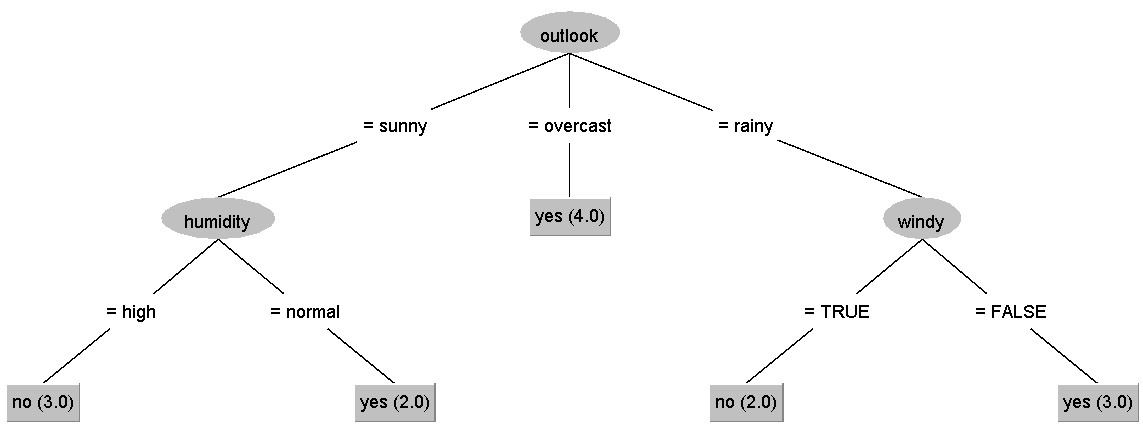 outlook
= sunny
= overcast
= rainy
humidity
yes (4.0)
windy
= high
= normal
= TRUE
= FALSE
no (3.0)
yes (2.0)
no (2.0)
yes (3.0)